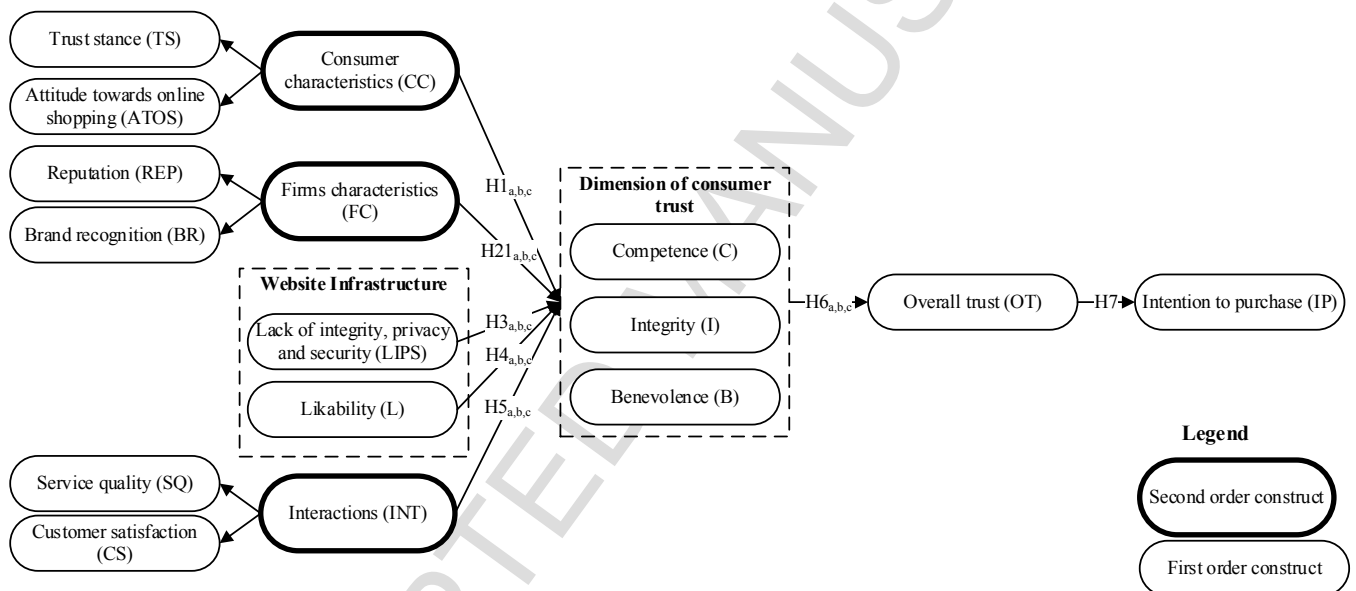 Trust stance (TS)
Attitude towards online
shopping (ATOS)
Reputation (REP)
Brand recognition (BR)
Consumer
characteristics (CC)
Firms characteristics
(FC)
Website Infrastructure
Lack of integrity, privacy
and security (LIPS)
Likability (L)
Service quality (SQ)
Customer satisfaction
(CS)
Interactions (INT)
H1a,b,c
H21a,b,c
H3a,b,c
H4a,b,c
H5a,b,c
Dimension of consumer
trust
Competence (C)
Integrity (I)
Benevolence (B)
H6a,b,c
Overall trust (OT)
H7
Intention to purchase (IP)
Legend
Second order construct
First order construct
PTED MANUS